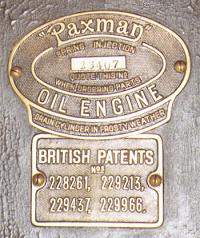 "Paxman"
SPRING INJECTION
23407
QUOTE THIS NO
WHEN ORDERING PARTS
OIL ENGINE
DRAIN CYLINDER IN FROSTY WEATHER
BRITISH PATENTS
NOS
228261, 229213,
229437, 229966.